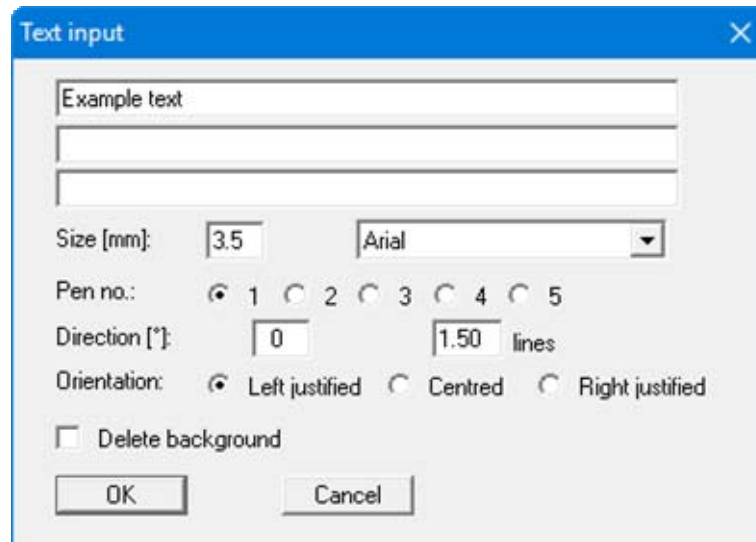 Text input
Example text
Size [mm]: 3.5 Arial
Pen no.: 1 2 3 4 5
Direction [°]: 0 1.50 lines
Orientation: Left justified Centred Right justified
Delete background
OK Cancel